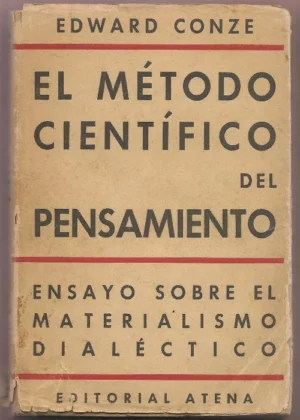 EDWARD CONZE
EL MÉTODO
CIENTÍFICO
DEL
PENSAMIENTO
ENSAYO SOBRE EL
MATERIALISMO
DIALÉCTICO
EDITORIAL ATENA